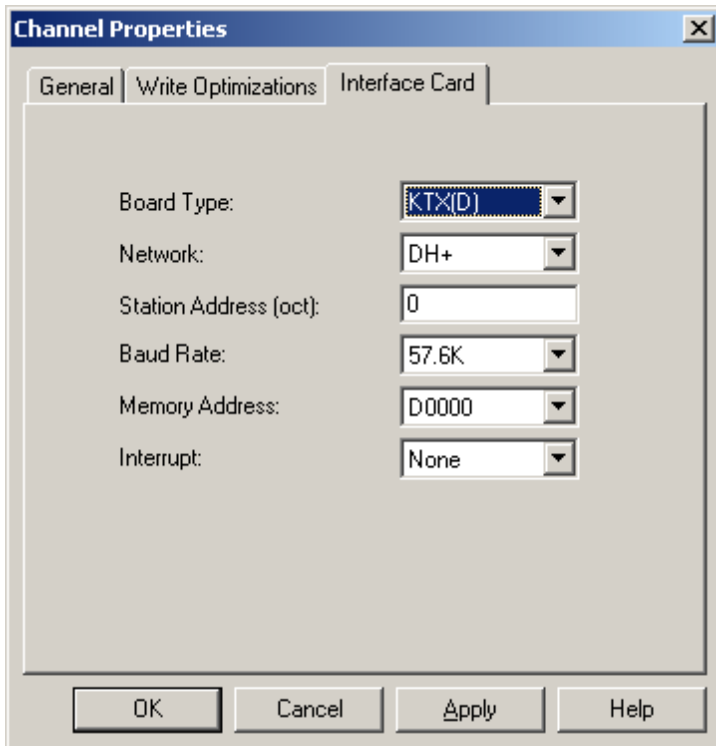 Channel Properties
General Write Optimizations Interface Card
Board Type: KTX(D)
Network: DH+
Station Address (oct): 0
Baud Rate: 57.6K
Memory Address: D0000
Interrupt: None
OK Cancel Apply Help